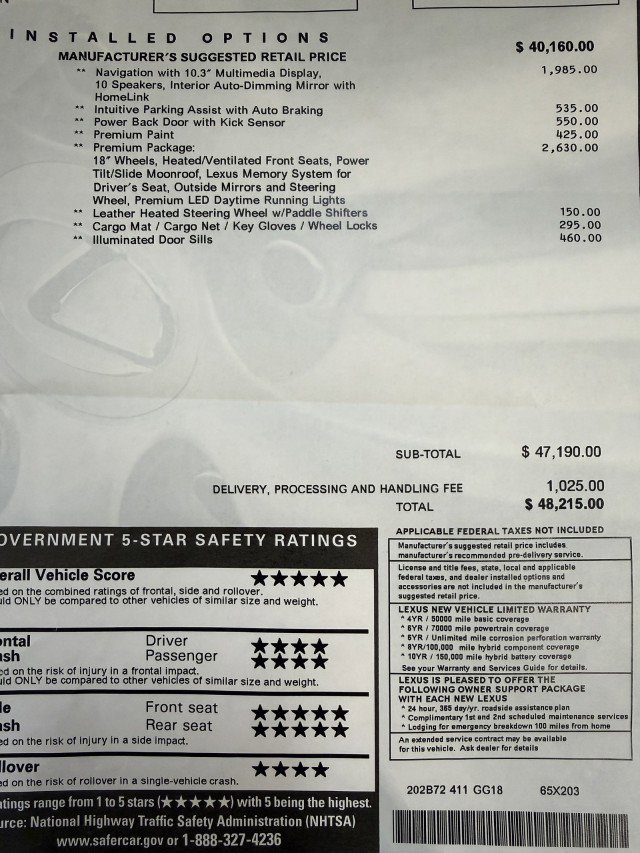 INSTALLED OPTIONS
MANUFACTURER'S SUGGESTED RETAIL PRICE $ 40,160.00
** Navigation with 10.3" Multimedia Display, 1,985.00
10 Speakers, Interior Auto-Dimming Mirror with
HomeLink
** Intuitive Parking Assist with Auto Braking 535.00
** Power Back Door with Kick Sensor 550.00
** Premium Paint 425.00
** Premium Package: 2,630.00
18" Wheels, Heated/Ventilated Front Seats, Power
Tilt/Slide Moonroof, Lexus Memory System for
Driver's Seat, Outside Mirrors and Steering
Wheel, Premium LED Daytime Running Lights
** Leather Heated Steering Wheel w/Paddle Shifters 150.00
** Cargo Mat / Cargo Net / Key Gloves / Wheel Locks 295.00
** Illuminated Door Sills 460.00
SUB-TOTAL $ 47,190.00
DELIVERY, PROCESSING AND HANDLING FEE 1,025.00
TOTAL $ 48,215.00
OVERNMENT 5-STAR SAFETY RATINGS
erall Vehicle Score ★★★★★
ed on the combined ratings of frontal, side and rollover.
uld ONLY be compared to other vehicles of similar size and weight.
ontal Driver ★★★★
ash Passenger ★★★★
ed on the risk of injury in a frontal impact.
uld ONLY be compared to other vehicles of similar size and weight.
de Front seat ★★★★★
ash Rear seat ★★★★★
ed on the risk of injury in a side impact.
llover ★★★★
ed on the risk of rollover in a single-vehicle crash.
atings range from 1 to 5 stars (★★★★★) with 5 being the highest.
urce: National Highway Traffic Safety Administration (NHTSA)
www.safercar.gov or 1-888-327-4236
APPLICABLE FEDERAL TAXES NOT INCLUDED
Manufacturer's suggested retail price includes
manufacturer's recommended pre-delivery service.
License and title fees, state, local and applicable
federal taxes, and dealer installed options and
accessories are not included in the manufacturer's
suggested retail price.
LEXUS NEW VEHICLE LIMITED WARRANTY
* 4YR / 50000 mile basic coverage
* 6YR / 70000 mile powertrain coverage
* 6YR / Unlimited mile corrosion perforation warranty
* 8YR/100,000 mile hybrid component coverage
* 10YR / 150,000 mile hybrid battery coverage
See your Warranty and Services Guide for details.
LEXUS IS PLEASED TO OFFER THE
FOLLOWING OWNER SUPPORT PACKAGE
WITH EACH NEW LEXUS
* 24 hour, 365 day/yr. roadside assistance plan
* Complimentary 1st and 2nd scheduled maintenance services
* Lodging for emergency breakdown 100 miles from home
An extended service contract may be available
for this vehicle. Ask dealer for details
202B72 411 GG18 65X203